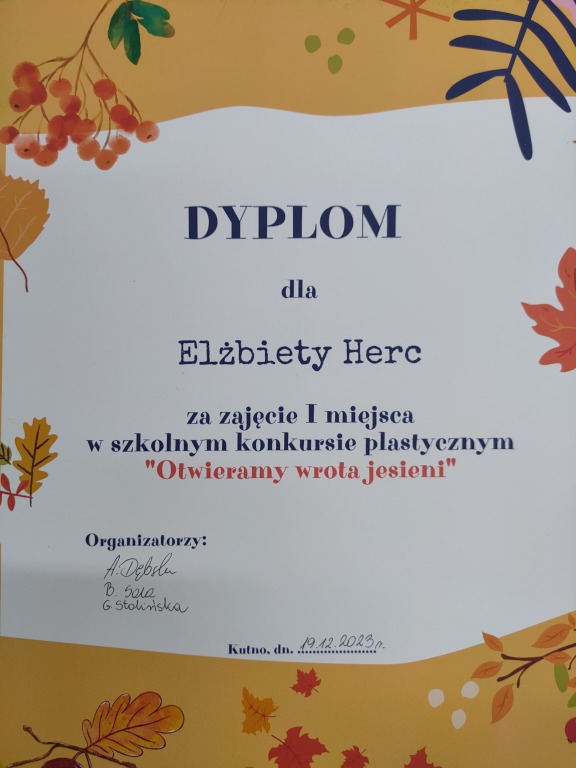 DYPLOM
dla
Elżbiety Herc
za zajęcie I miejsca
w szkolnym konkursie plastycznym
"Otwieramy wrota jesieni"
Organizatorzy:
A. Dębska
B. Sala
G. Stolińska
Kutno, dn. 19.12.2023 r.